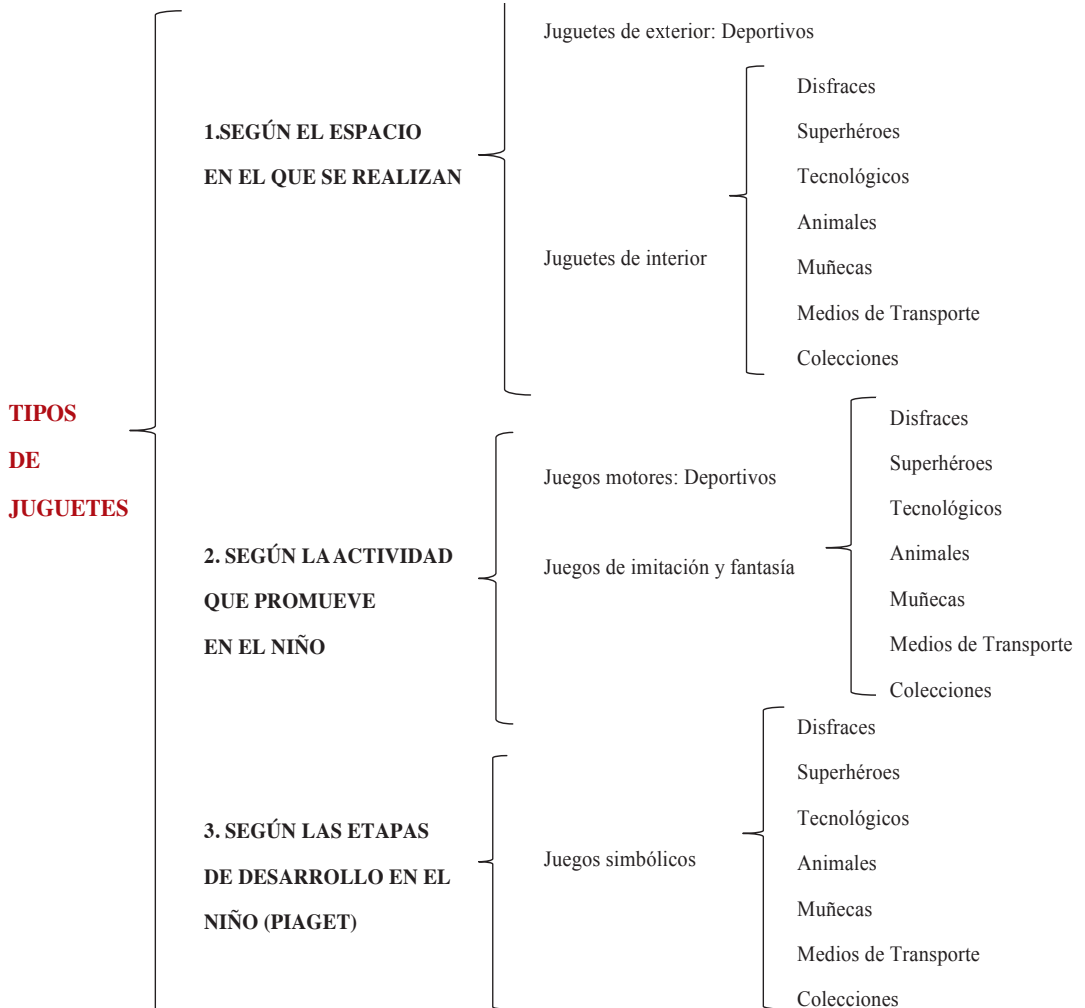 TIPOS
DE
JUGUETES
1.SEGÚN EL ESPACIO
EN EL QUE SE REALIZAN
Juguetes de exterior: Deportivos
Juguetes de interior
Disfraces
Superhéroes
Tecnológicos
Animales
Muñecas
Medios de Transporte
Colecciones
2. SEGÚN LA ACTIVIDAD
QUE PROMUEVE
EN EL NIÑO
Juegos motores: Deportivos
Juegos de imitación y fantasía
Disfraces
Superhéroes
Tecnológicos
Animales
Muñecas
Medios de Transporte
Colecciones
3. SEGÚN LAS ETAPAS
DE DESARROLLO EN EL
NIÑO (PIAGET)
Juegos simbólicos
Disfraces
Superhéroes
Tecnológicos
Animales
Muñecas
Medios de Transporte
Colecciones